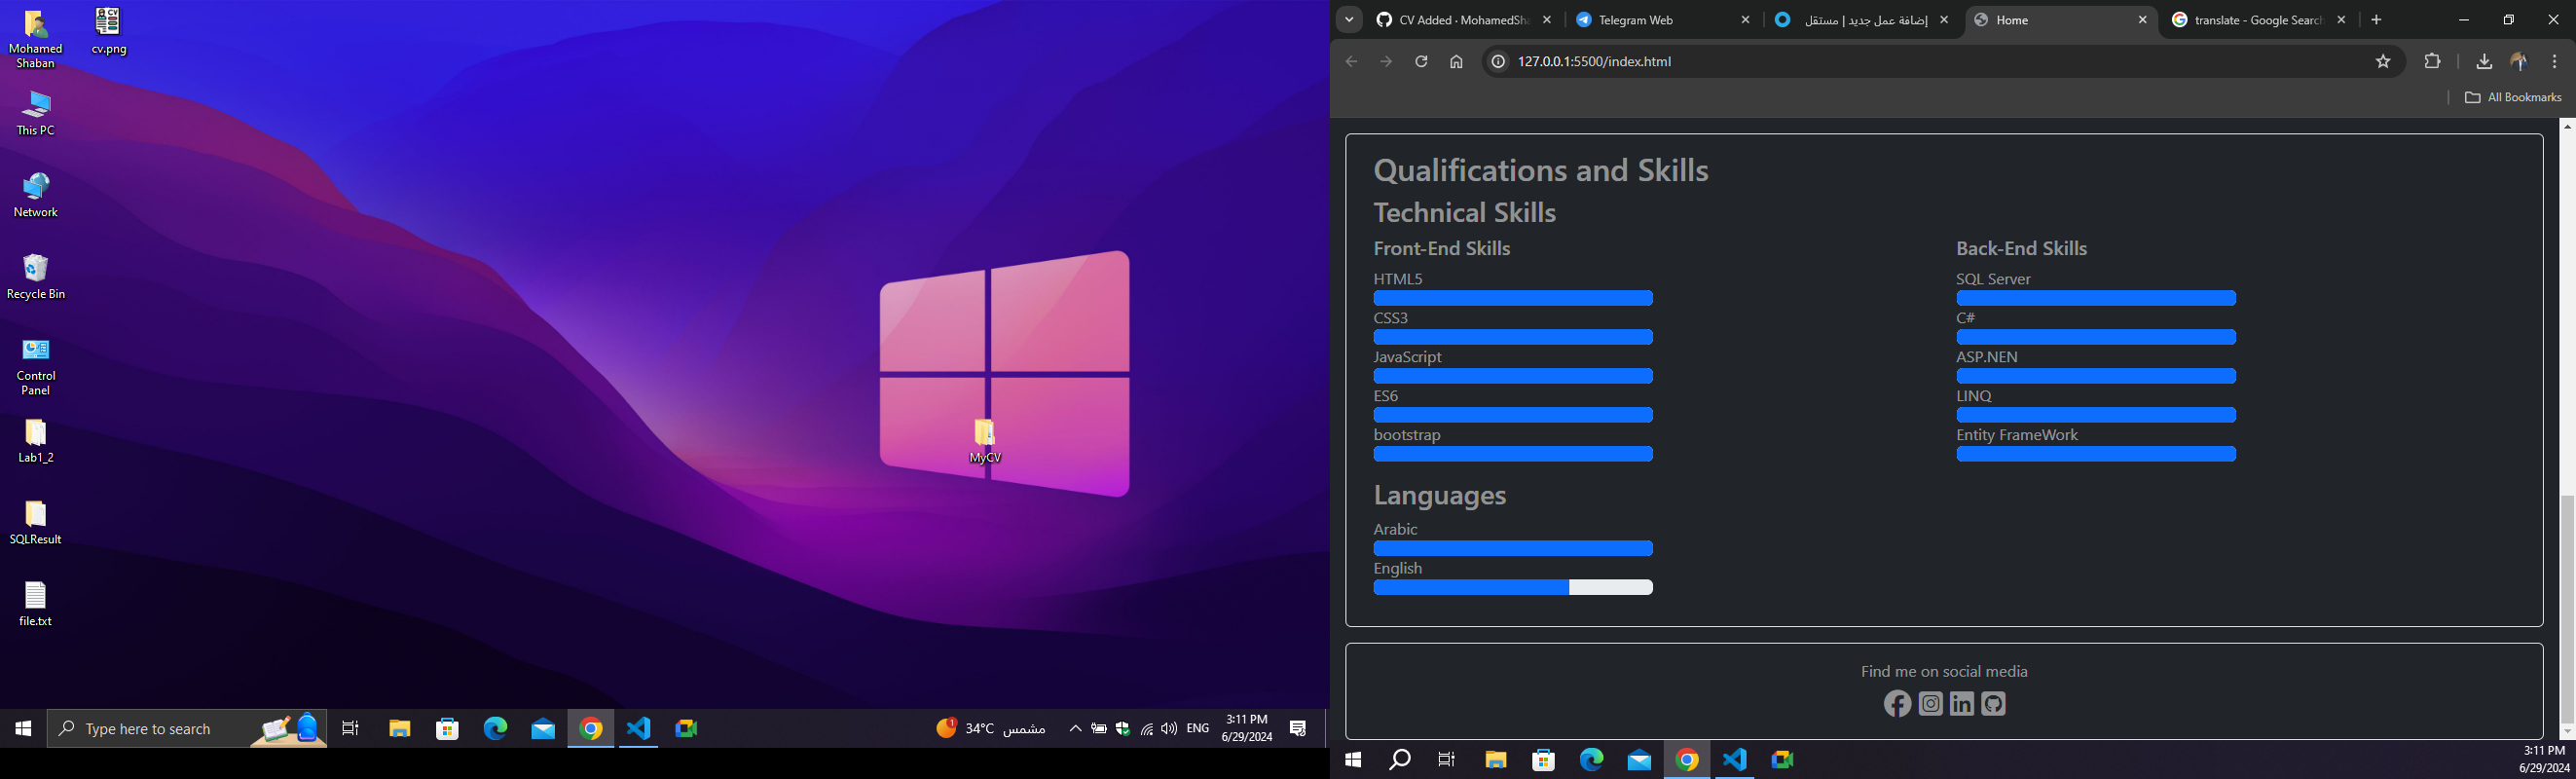 Mohamed
Shaban
cv.png
This PC
Network
Recycle Bin
Control
Panel
Lab1_2
SQLResult
file.txt
MyCV
Type here to search
1
34°C مشمس
ENG
3:11 PM
6/29/2024
CV Added · MohamedSha
Telegram Web
إضافة عمل جديد | مستقل
Home
translate - Google Search
127.0.0.1:5500/index.html
All Bookmarks
Qualifications and Skills
Technical Skills
Front-End Skills
HTML5
CSS3
JavaScript
ES6
bootstrap
Back-End Skills
SQL Server
C#
ASP.NEN
LINQ
Entity FrameWork
Languages
Arabic
English
Find me on social media
3:11 PM
6/29/2024